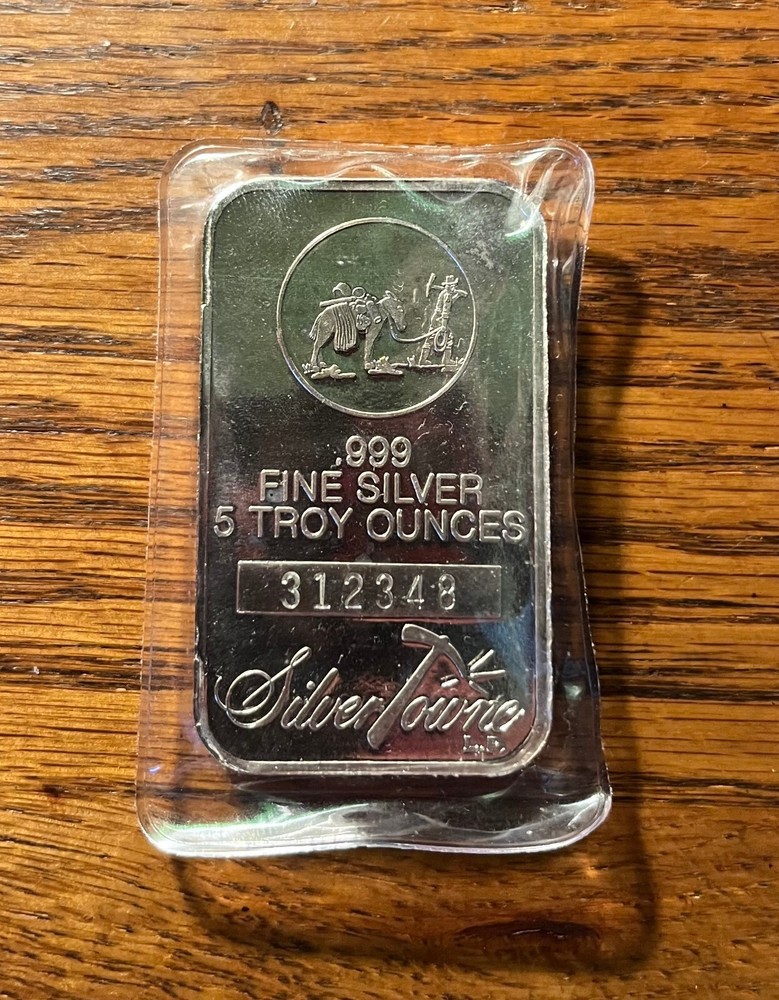 .999
FINE SILVER
5 TROY OUNCES
312348
SilverTowne
L.P.